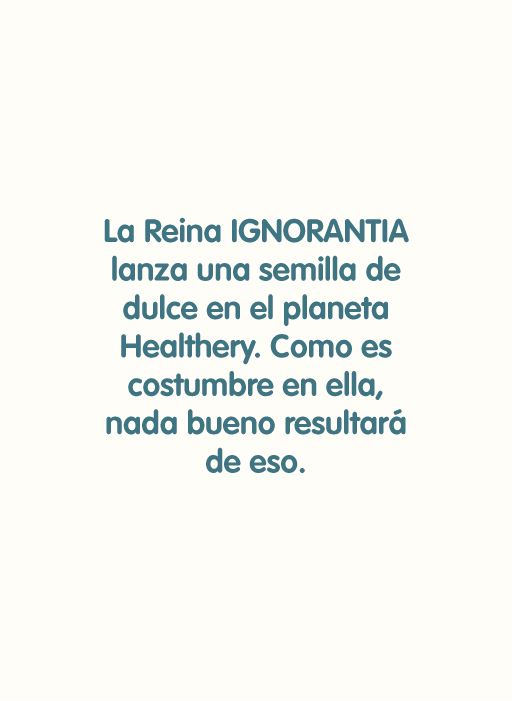 La Reina IGNORANTIA
lanza una semilla de
dulce en el planeta
Healthery. Como es
costumbre en ella,
nada bueno resultará
de eso.